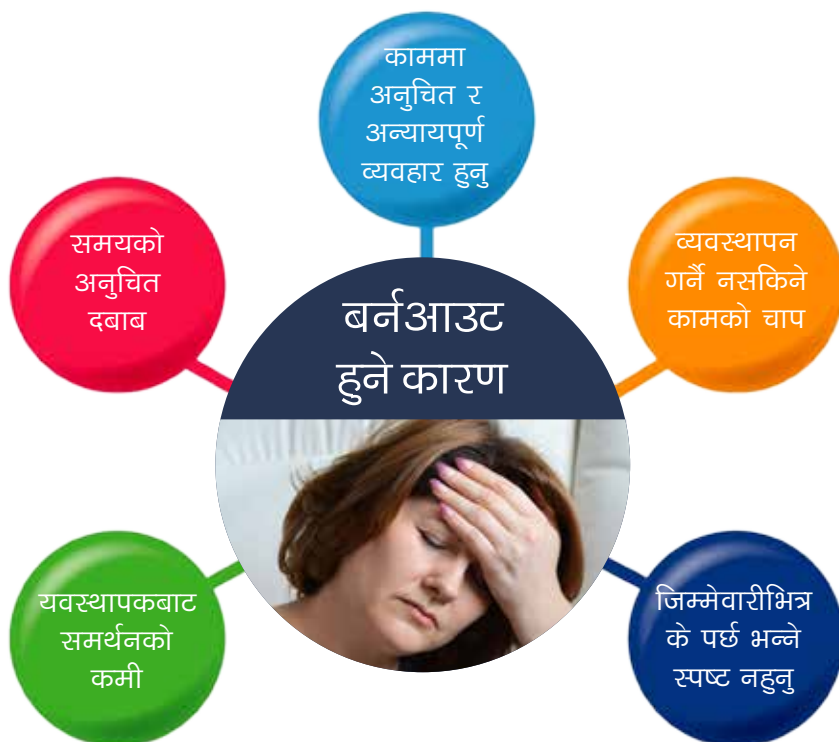 बर्नआउट
हुने कारण
काममा
अनुचित र
अन्यायपूर्ण
व्यवहार हुनु
व्यवस्थापन
गर्नै नसकिने
कामको चाप
जिम्मेवारीभित्र
के पर्छ भन्ने
स्पष्ट नहुनु
यवस्थापकबाट
समर्थनको
कमी
समयको
अनुचित
दबाब